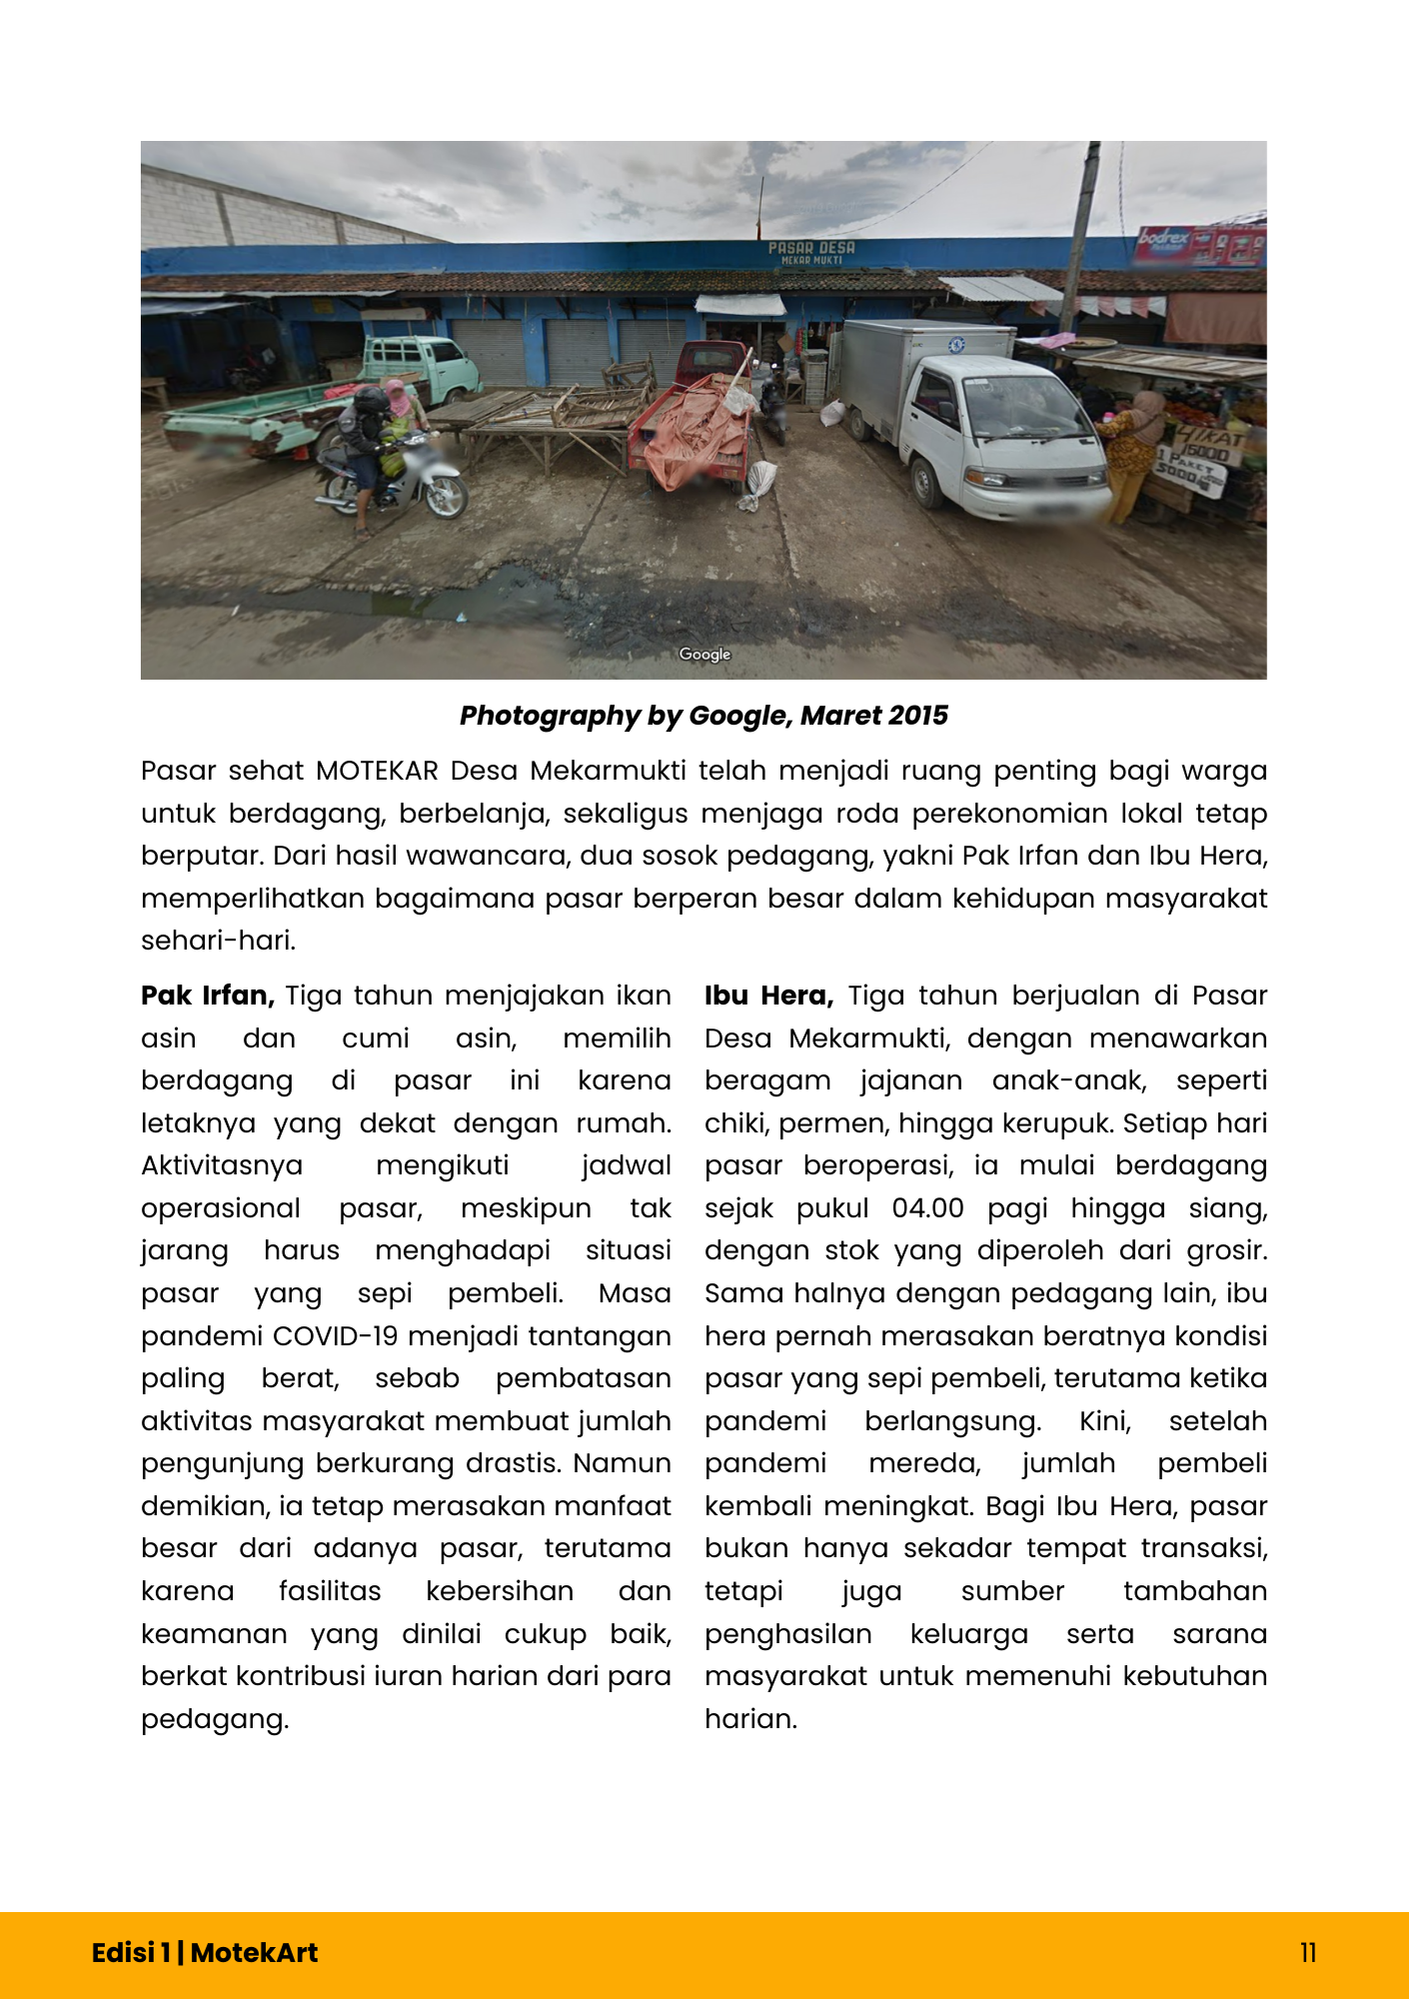 PASAR DESA
MEKAR MUKTI
bodrex
4 IKAT
5000
1 PAKET
5000
Google
Photography by Google, Maret 2015
Pasar sehat MOTEKAR Desa Mekarmukti telah menjadi ruang penting bagi warga
untuk berdagang, berbelanja, sekaligus menjaga roda perekonomian lokal tetap
berputar. Dari hasil wawancara, dua sosok pedagang, yakni Pak Irfan dan Ibu Hera,
memperlihatkan bagaimana pasar berperan besar dalam kehidupan masyarakat
sehari-hari.
Pak Irfan, Tiga tahun menjajakan ikan
asin dan cumi asin, memilih
berdagang di pasar ini karena
letaknya yang dekat dengan rumah.
Aktivitasnya mengikuti jadwal
operasional pasar, meskipun tak
jarang harus menghadapi situasi
pasar yang sepi pembeli. Masa
pandemi COVID-19 menjadi tantangan
paling berat, sebab pembatasan
aktivitas masyarakat membuat jumlah
pengunjung berkurang drastis. Namun
demikian, ia tetap merasakan manfaat
besar dari adanya pasar, terutama
karena fasilitas kebersihan dan
keamanan yang dinilai cukup baik,
berkat kontribusi iuran harian dari para
pedagang.
Ibu Hera, Tiga tahun berjualan di Pasar
Desa Mekarmukti, dengan menawarkan
beragam jajanan anak-anak, seperti
chiki, permen, hingga kerupuk. Setiap hari
pasar beroperasi, ia mulai berdagang
sejak pukul 04.00 pagi hingga siang,
dengan stok yang diperoleh dari grosir.
Sama halnya dengan pedagang lain, ibu
hera pernah merasakan beratnya kondisi
pasar yang sepi pembeli, terutama ketika
pandemi berlangsung. Kini, setelah
pandemi mereda, jumlah pembeli
kembali meningkat. Bagi Ibu Hera, pasar
bukan hanya sekadar tempat transaksi,
tetapi juga sumber tambahan
penghasilan keluarga serta sarana
masyarakat untuk memenuhi kebutuhan
harian.
Edisi 1 | MotekArt
11